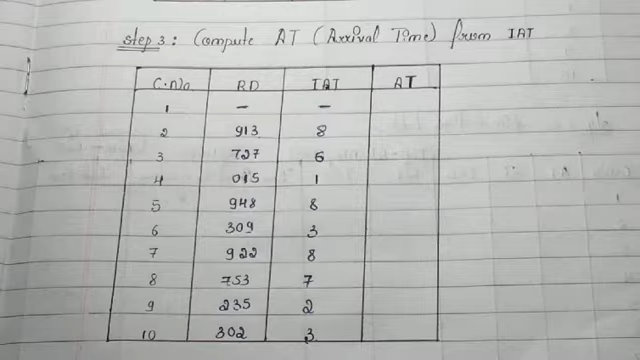 Step 3: Compute AT (Arrival Time) from IAT
C.No RD IAT AT
1 – –
2 913 8
3 727 6
4 015 1
5 948 8
6 309 3
7 922 8
8 753 7
9 235 2
10 302 3